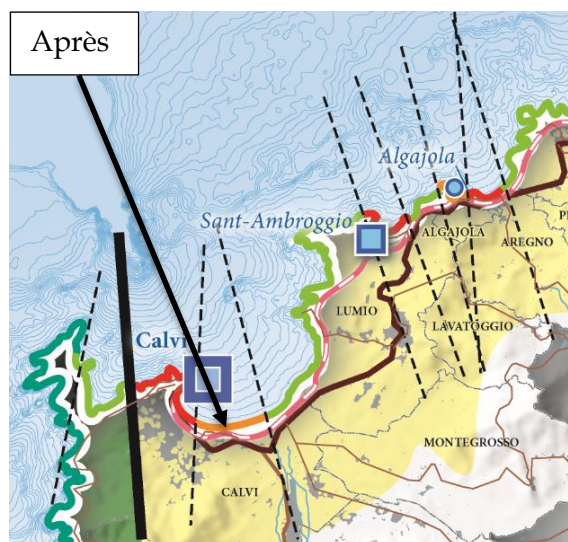 Après
Algajola
Sant-Ambroggio
ALGAJOLA
AREGNO
LUMIO
LAVATOGGIO
Calvi
MONTEGROSSO
CALVI